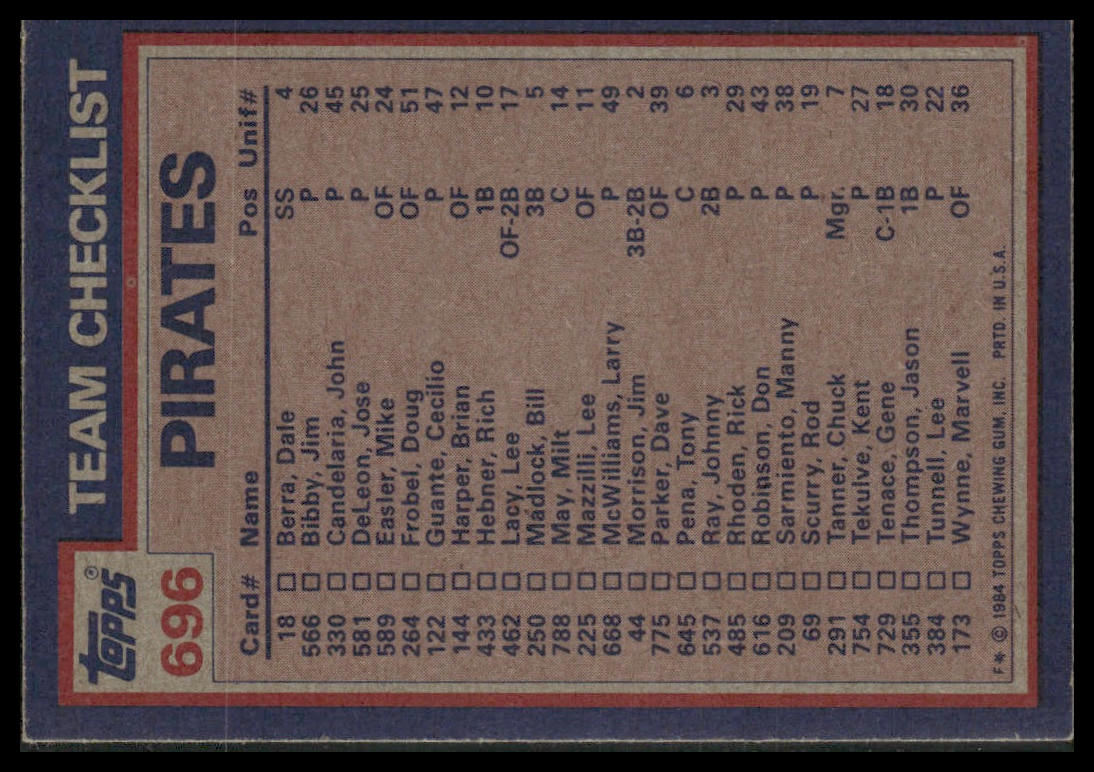 TEAM CHECKLIST
Topps®
696
PIRATES
Card# Name Pos Unif#
18 □ Berra, Dale SS 4
566 □ Bibby, Jim P 26
330 □ Candelaria, John P 45
581 □ DeLeon, Jose P 25
589 □ Easler, Mike OF 24
264 □ Frobel, Doug OF 51
122 □ Guante, Cecilio P 47
144 □ Harper, Brian OF 12
433 □ Hebner, Rich 1B 10
462 □ Lacy, Lee OF-2B 17
250 □ Madlock, Bill 3B 5
788 □ May, Milt C 14
225 □ Mazzilli, Lee OF 11
668 □ McWilliams, Larry P 49
44 □ Morrison, Jim 3B-2B 2
775 □ Parker, Dave OF 39
645 □ Pena, Tony C 6
537 □ Ray, Johnny 2B 3
485 □ Rhoden, Rick P 29
616 □ Robinson, Don P 43
209 □ Sarmiento, Manny P 38
69 □ Scurry, Rod P 19
291 □ Tanner, Chuck Mgr. 7
754 □ Tekulve, Kent P 27
729 □ Tenace, Gene C-1B 18
355 □ Thompson, Jason 1B 30
384 □ Tunnell, Lee P 22
173 □ Wynne, Marvell OF 36
F✻ © 1984 TOPPS CHEWING GUM, INC. PRTD. IN U.S.A.